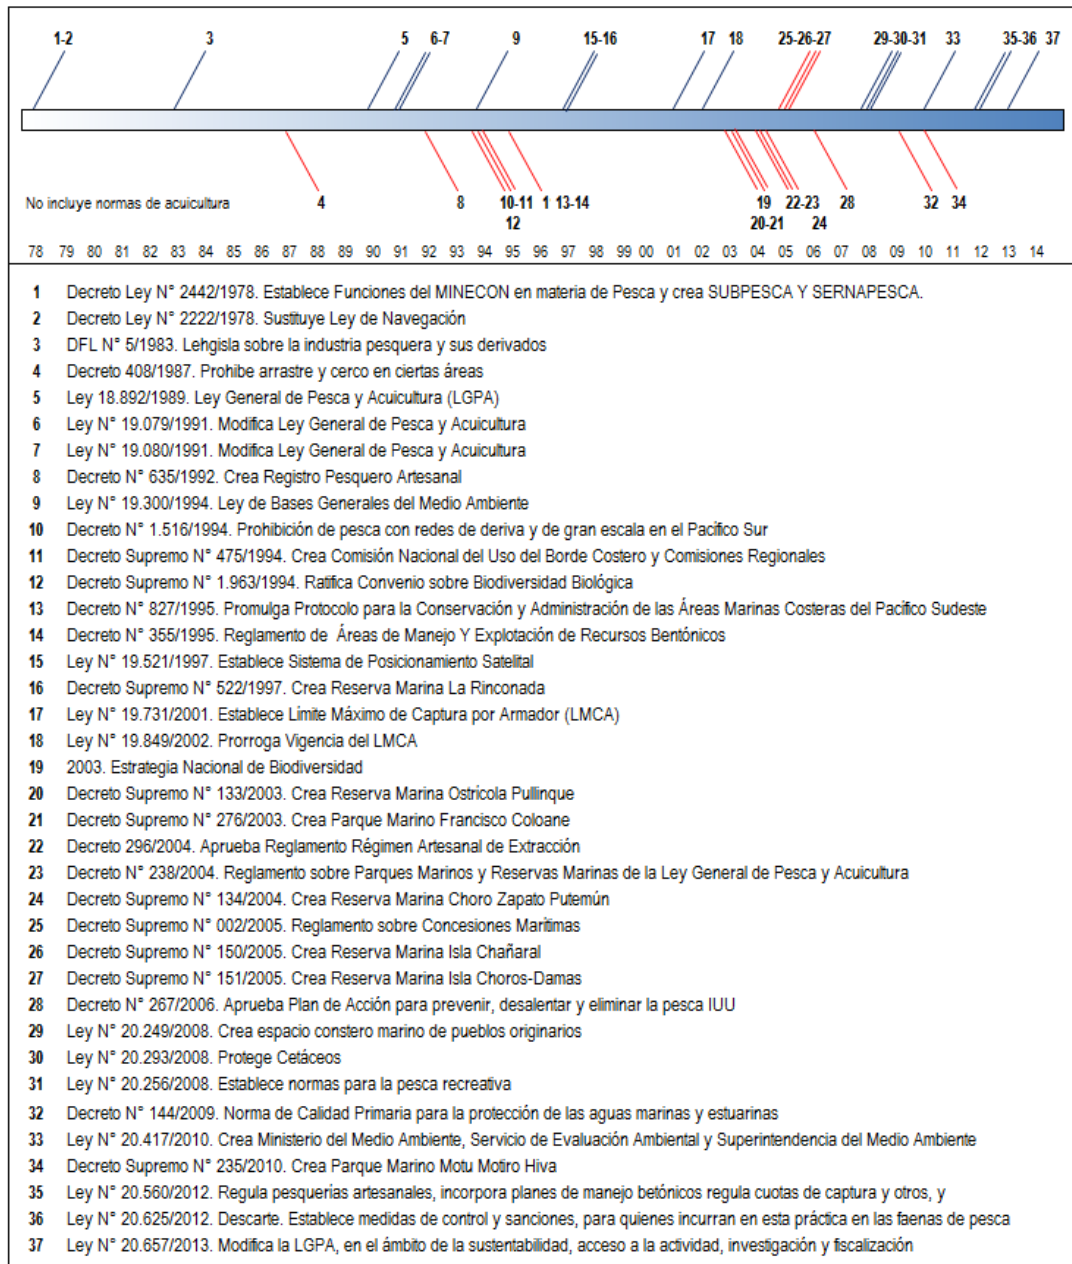 1-2 3 5 6-7 9 15-16 17 18 25-26-27 29-30-31 33 35-36 37
No incluye normas de acuicultura 4 8 10-11 1 13-14 19 22-23 28 32 34
12 20-21 24
78 79 80 81 82 83 84 85 86 87 88 89 90 91 92 93 94 95 96 97 98 99 00 01 02 03 04 05 06 07 08 09 10 11 12 13 14
1 Decreto Ley N° 2442/1978. Establece Funciones del MINECON en materia de Pesca y crea SUBPESCA Y SERNAPESCA.
2 Decreto Ley N° 2222/1978. Sustituye Ley de Navegación
3 DFL N° 5/1983. Lehgisla sobre la industria pesquera y sus derivados
4 Decreto 408/1987. Prohibe arrastre y cerco en ciertas áreas
5 Ley 18.892/1989. Ley General de Pesca y Acuicultura (LGPA)
6 Ley N° 19.079/1991. Modifica Ley General de Pesca y Acuicultura
7 Ley N° 19.080/1991. Modifica Ley General de Pesca y Acuicultura
8 Decreto N° 635/1992. Crea Registro Pesquero Artesanal
9 Ley N° 19.300/1994. Ley de Bases Generales del Medio Ambiente
10 Decreto N° 1.516/1994. Prohibición de pesca con redes de deriva y de gran escala en el Pacífico Sur
11 Decreto Supremo N° 475/1994. Crea Comisión Nacional del Uso del Borde Costero y Comisiones Regionales
12 Decreto Supremo N° 1.963/1994. Ratifica Convenio sobre Biodiversidad Biológica
13 Decreto N° 827/1995. Promulga Protocolo para la Conservación y Administración de las Áreas Marinas Costeras del Pacífico Sudeste
14 Decreto N° 355/1995. Reglamento de Áreas de Manejo Y Explotación de Recursos Bentónicos
15 Ley N° 19.521/1997. Establece Sistema de Posicionamiento Satelital
16 Decreto Supremo N° 522/1997. Crea Reserva Marina La Rinconada
17 Ley N° 19.731/2001. Establece Límite Máximo de Captura por Armador (LMCA)
18 Ley N° 19.849/2002. Prorroga Vigencia del LMCA
19 2003. Estrategia Nacional de Biodiversidad
20 Decreto Supremo N° 133/2003. Crea Reserva Marina Ostrícola Pullinque
21 Decreto Supremo N° 276/2003. Crea Parque Marino Francisco Coloane
22 Decreto 296/2004. Aprueba Reglamento Régimen Artesanal de Extracción
23 Decreto N° 238/2004. Reglamento sobre Parques Marinos y Reservas Marinas de la Ley General de Pesca y Acuicultura
24 Decreto Supremo N° 134/2004. Crea Reserva Marina Choro Zapato Putemún
25 Decreto Supremo N° 002/2005. Reglamento sobre Concesiones Marítimas
26 Decreto Supremo N° 150/2005. Crea Reserva Marina Isla Chañaral
27 Decreto Supremo N° 151/2005. Crea Reserva Marina Isla Choros-Damas
28 Decreto N° 267/2006. Aprueba Plan de Acción para prevenir, desalentar y eliminar la pesca IUU
29 Ley N° 20.249/2008. Crea espacio constero marino de pueblos originarios
30 Ley N° 20.293/2008. Protege Cetáceos
31 Ley N° 20.256/2008. Establece normas para la pesca recreativa
32 Decreto N° 144/2009. Norma de Calidad Primaria para la protección de las aguas marinas y estuarinas
33 Ley N° 20.417/2010. Crea Ministerio del Medio Ambiente, Servicio de Evaluación Ambiental y Superintendencia del Medio Ambiente
34 Decreto Supremo N° 235/2010. Crea Parque Marino Motu Motiro Hiva
35 Ley N° 20.560/2012. Regula pesquerías artesanales, incorpora planes de manejo betónicos regula cuotas de captura y otros, y
36 Ley N° 20.625/2012. Descarte. Establece medidas de control y sanciones, para quienes incurran en esta práctica en las faenas de pesca
37 Ley N° 20.657/2013. Modifica la LGPA, en el ámbito de la sustentabilidad, acceso a la actividad, investigación y fiscalización